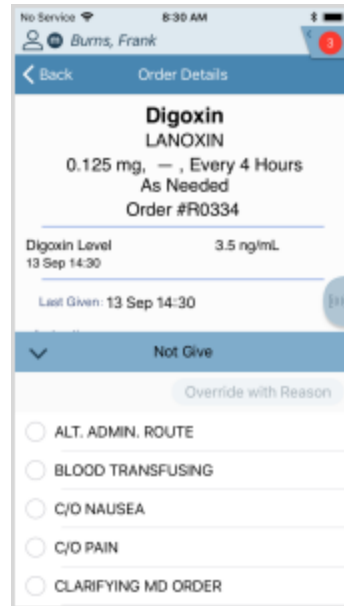 No Service 8:30 AM
Burns, Frank
3
Back Order Details
Digoxin
LANOXIN
0.125 mg, — , Every 4 Hours
As Needed
Order #R0334
Digoxin Level 3.5 ng/mL
13 Sep 14:30
Last Given: 13 Sep 14:30
Not Give
Override with Reason
ALT. ADMIN. ROUTE
BLOOD TRANSFUSING
C/O NAUSEA
C/O PAIN
CLARIFYING MD ORDER